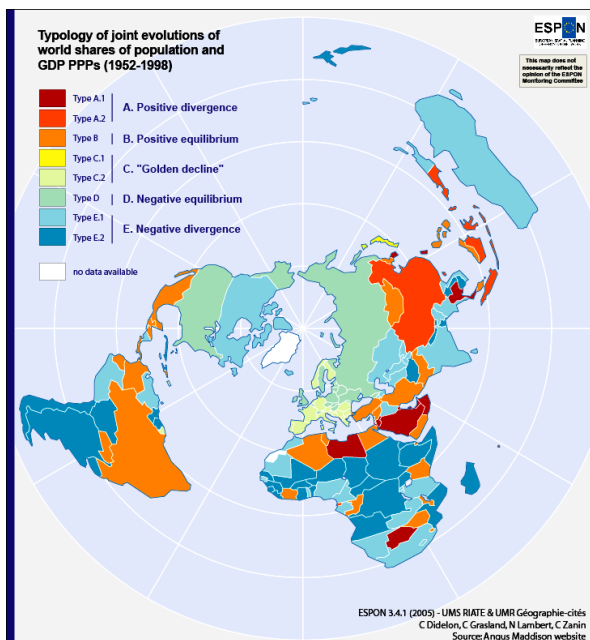 Typology of joint evolutions of
world shares of population and
GDP PPPs (1952-1998)
ESPON
This map does not
necessarily reflect the
opinion of the ESPON
Monitoring Committee
Type A.1
A. Positive divergence
Type A.2
Type B
B. Positive equilibrium
Type C.1
C. "Golden decline"
Type C.2
Type D
D. Negative equilibrium
Type E.1
E. Negative divergence
Type E.2
no data available
ESPON 3.4.1 (2005) - UMS RIATE & UMR Géographie-cités
C Didelon, C Grasland, N Lambert, C Zanin
Source: Angus Maddison website